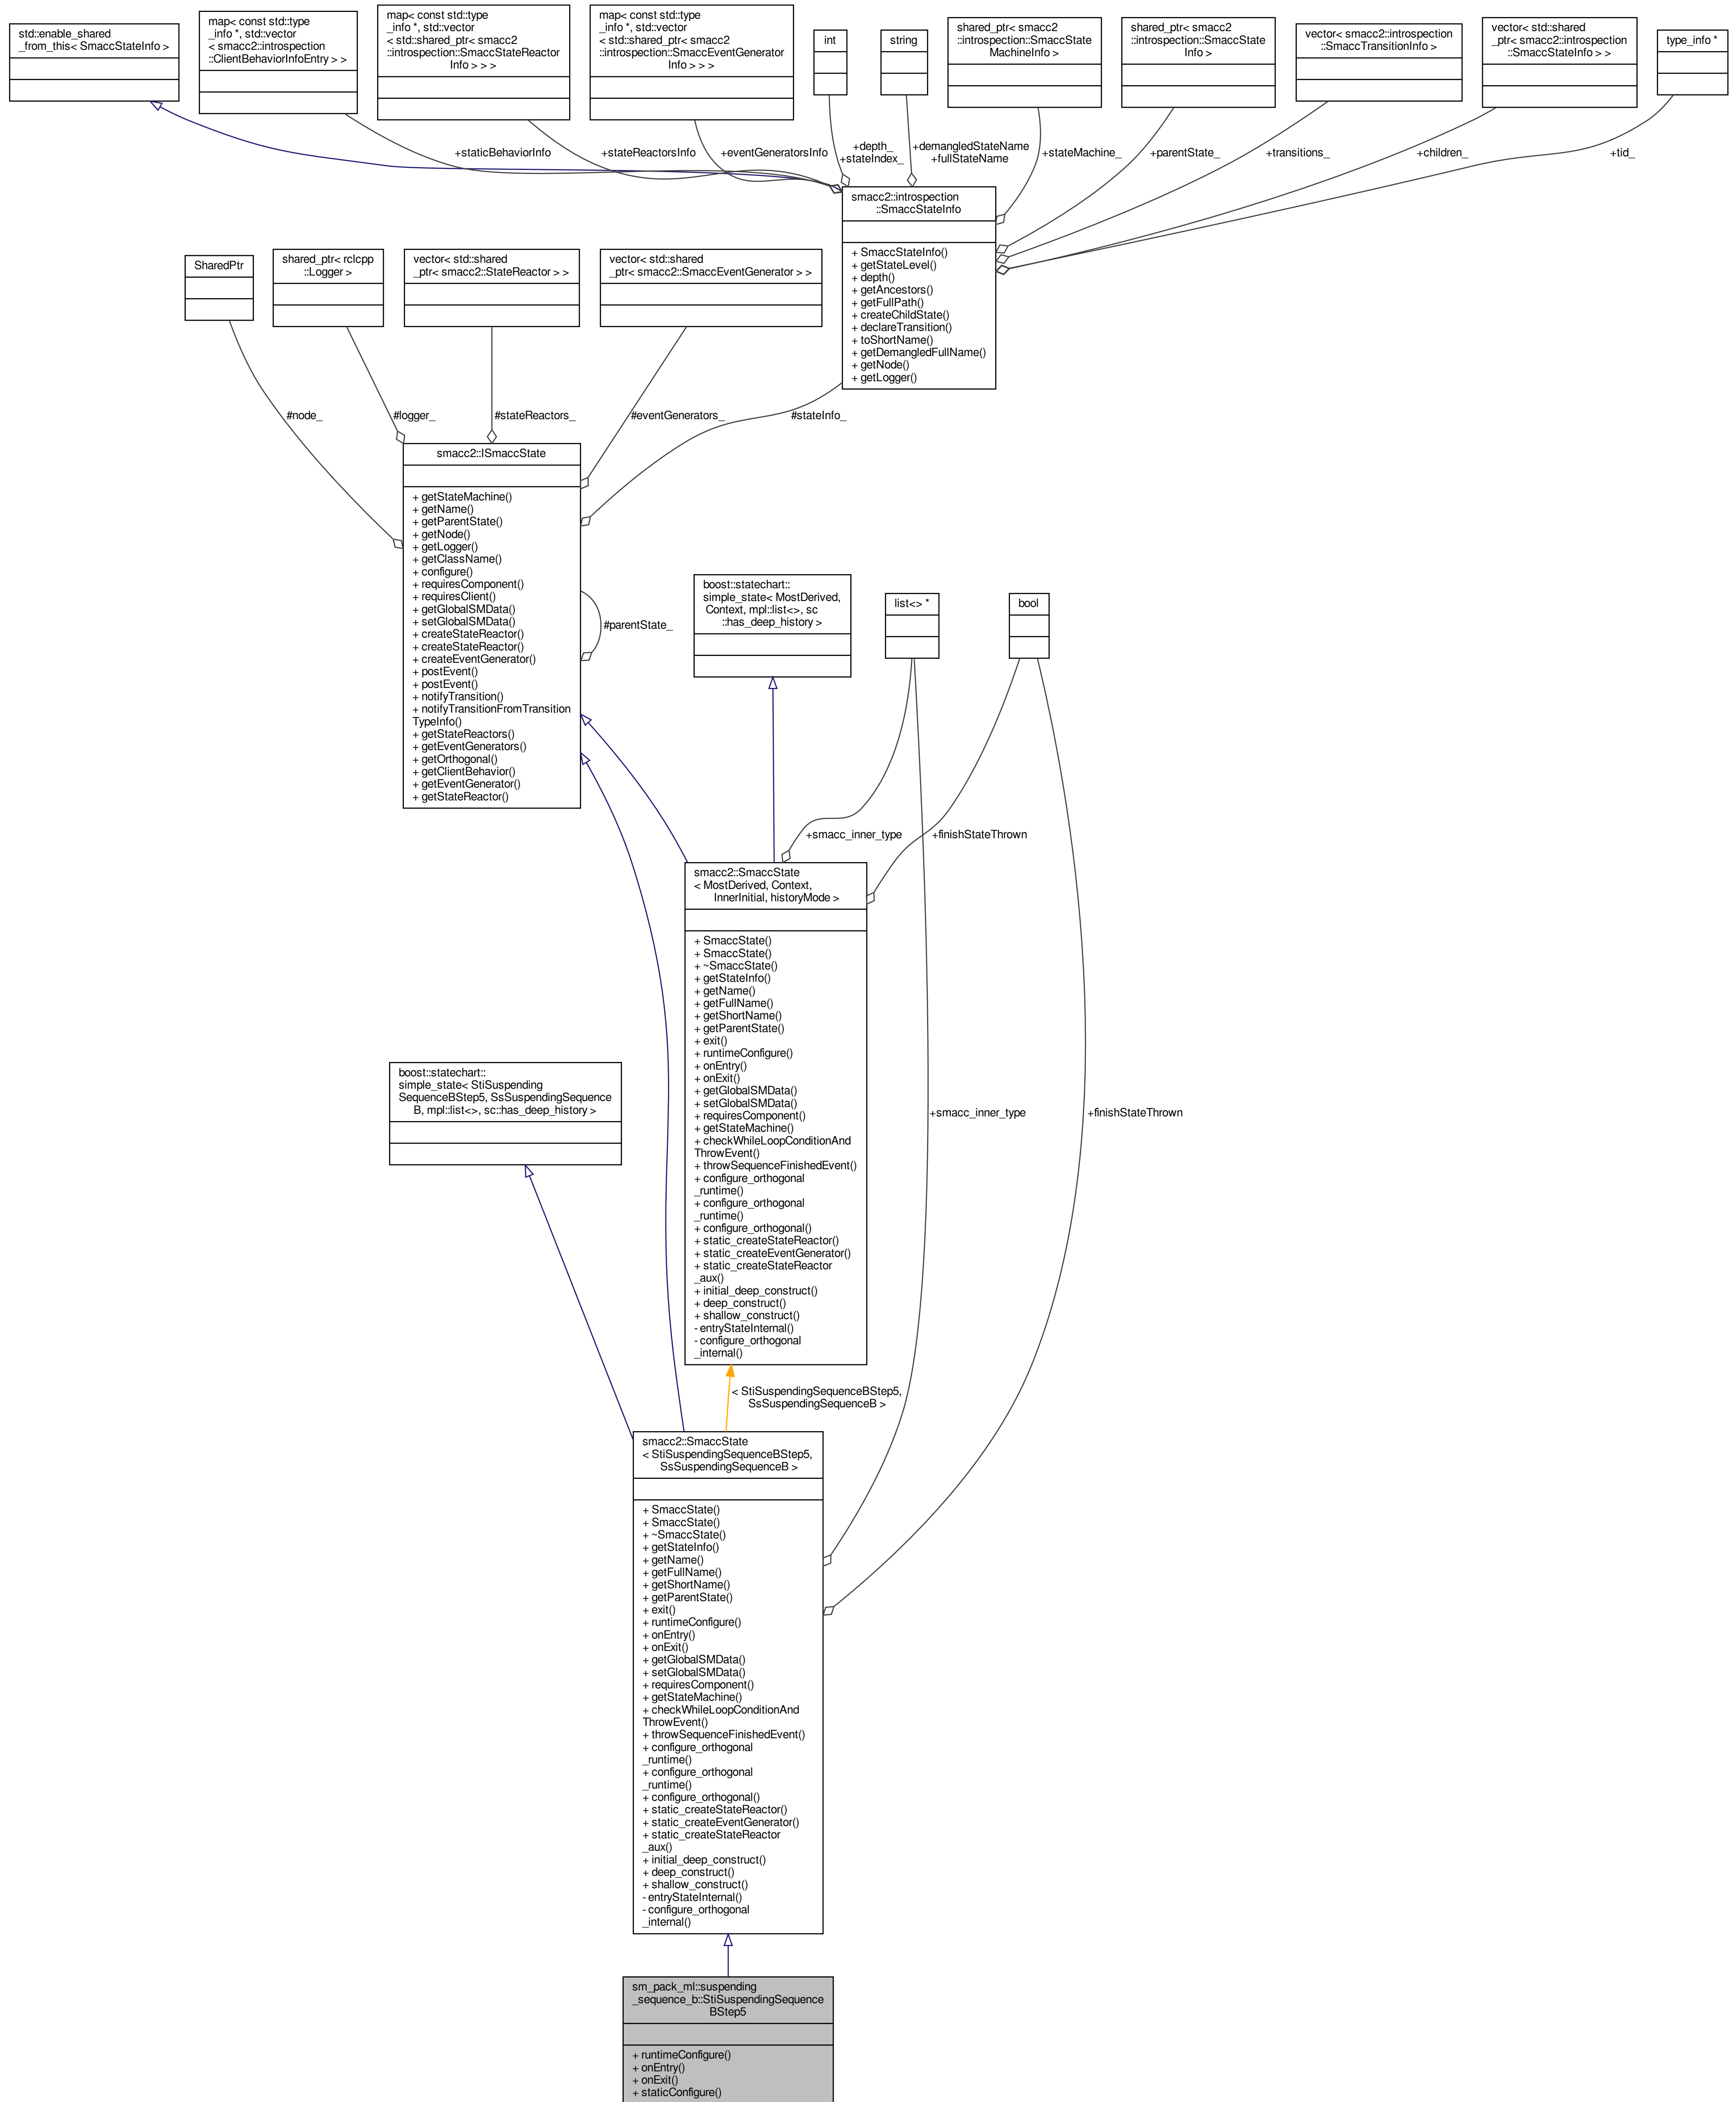 std::enable_shared
_from_this< SmaccStateInfo >
map< const std::type
_info *, std::vector
< smacc2::introspection
::ClientBehaviorInfoEntry > >
map< const std::type
_info *, std::vector
< std::shared_ptr< smacc2
::introspection::SmaccStateReactor
Info > > >
map< const std::type
_info *, std::vector
< std::shared_ptr< smacc2
::introspection::SmaccEventGenerator
Info > > >
int
string
shared_ptr< smacc2
::introspection::SmaccState
MachineInfo >
shared_ptr< smacc2
::introspection::SmaccState
Info >
vector< smacc2::introspection
::SmaccTransitionInfo >
vector< std::shared
_ptr< smacc2::introspection
::SmaccStateInfo > >
type_info *
+staticBehaviorInfo
+stateReactorsInfo
+eventGeneratorsInfo
+depth_
+stateIndex_
+demangledStateName
+fullStateName
+stateMachine_
+parentState_
+transitions_
+children_
+tid_
smacc2::introspection
::SmaccStateInfo
+ SmaccStateInfo()
+ getStateLevel()
+ depth()
+ getAncestors()
+ getFullPath()
+ createChildState()
+ declareTransition()
+ toShortName()
+ getDemangledFullName()
+ getNode()
+ getLogger()
SharedPtr
shared_ptr< rclcpp
::Logger >
vector< std::shared
_ptr< smacc2::StateReactor > >
vector< std::shared
_ptr< smacc2::SmaccEventGenerator > >
#node_
#logger_
#stateReactors_
#eventGenerators_
#stateInfo_
smacc2::ISmaccState
+ getStateMachine()
+ getName()
+ getParentState()
+ getNode()
+ getLogger()
+ getClassName()
+ configure()
+ requiresComponent()
+ requiresClient()
+ getGlobalSMData()
+ setGlobalSMData()
+ createStateReactor()
+ createStateReactor()
+ createEventGenerator()
+ postEvent()
+ postEvent()
+ notifyTransition()
+ notifyTransitionFromTransition
TypeInfo()
+ getStateReactors()
+ getEventGenerators()
+ getOrthogonal()
+ getClientBehavior()
+ getEventGenerator()
+ getStateReactor()
#parentState_
boost::statechart::
simple_state< MostDerived,
Context, mpl::list<>, sc
::has_deep_history >
list<> *
bool
+smacc_inner_type
+finishStateThrown
smacc2::SmaccState
< MostDerived, Context,
InnerInitial, historyMode >
+ SmaccState()
+ SmaccState()
+ ~SmaccState()
+ getStateInfo()
+ getName()
+ getFullName()
+ getShortName()
+ getParentState()
+ exit()
+ runtimeConfigure()
+ onEntry()
+ onExit()
+ getGlobalSMData()
+ setGlobalSMData()
+ requiresComponent()
+ getStateMachine()
+ checkWhileLoopConditionAnd
ThrowEvent()
+ throwSequenceFinishedEvent()
+ configure_orthogonal
_runtime()
+ configure_orthogonal
_runtime()
+ configure_orthogonal()
+ static_createStateReactor()
+ static_createEventGenerator()
+ static_createStateReactor
_aux()
+ initial_deep_construct()
+ deep_construct()
+ shallow_construct()
- entryStateInternal()
- configure_orthogonal
_internal()
boost::statechart::
simple_state< StiSuspending
SequenceBStep5, SsSuspendingSequence
B, mpl::list<>, sc::has_deep_history >
+smacc_inner_type
+finishStateThrown
< StiSuspendingSequenceBStep5,
SsSuspendingSequenceB >
smacc2::SmaccState
< StiSuspendingSequenceBStep5,
SsSuspendingSequenceB >
+ SmaccState()
+ SmaccState()
+ ~SmaccState()
+ getStateInfo()
+ getName()
+ getFullName()
+ getShortName()
+ getParentState()
+ exit()
+ runtimeConfigure()
+ onEntry()
+ onExit()
+ getGlobalSMData()
+ setGlobalSMData()
+ requiresComponent()
+ getStateMachine()
+ checkWhileLoopConditionAnd
ThrowEvent()
+ throwSequenceFinishedEvent()
+ configure_orthogonal
_runtime()
+ configure_orthogonal
_runtime()
+ configure_orthogonal()
+ static_createStateReactor()
+ static_createEventGenerator()
+ static_createStateReactor
_aux()
+ initial_deep_construct()
+ deep_construct()
+ shallow_construct()
- entryStateInternal()
- configure_orthogonal
_internal()
sm_pack_ml::suspending
_sequence_b::StiSuspendingSequence
BStep5
+ runtimeConfigure()
+ onEntry()
+ onExit()
+ staticConfigure()